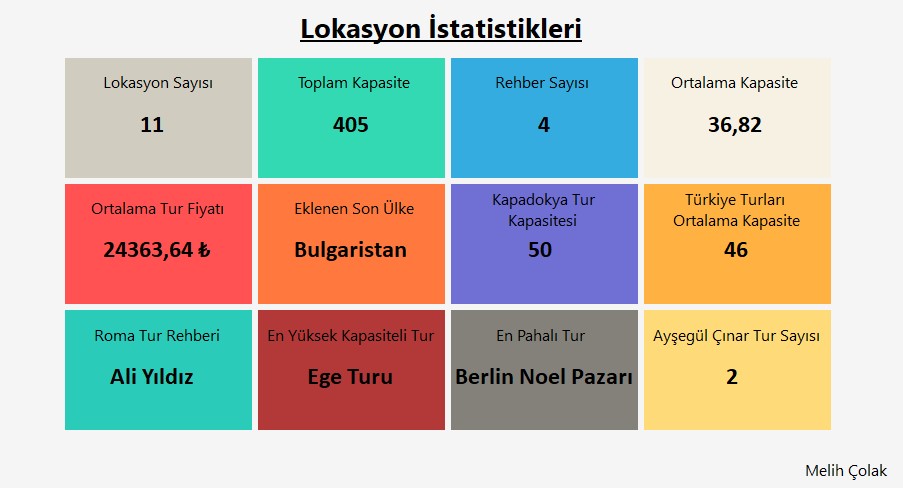 Lokasyon İstatistikleri
Lokasyon Sayısı
11
Toplam Kapasite
405
Rehber Sayısı
4
Ortalama Kapasite
36,82
Ortalama Tur Fiyatı
24363,64 ₺
Eklenen Son Ülke
Bulgaristan
Kapadokya Tur
Kapasitesi
50
Türkiye Turları
Ortalama Kapasite
46
Roma Tur Rehberi
Ali Yıldız
En Yüksek Kapasiteli Tur
Ege Turu
En Pahalı Tur
Berlin Noel Pazarı
Ayşegül Çınar Tur Sayısı
2
Melih Çolak